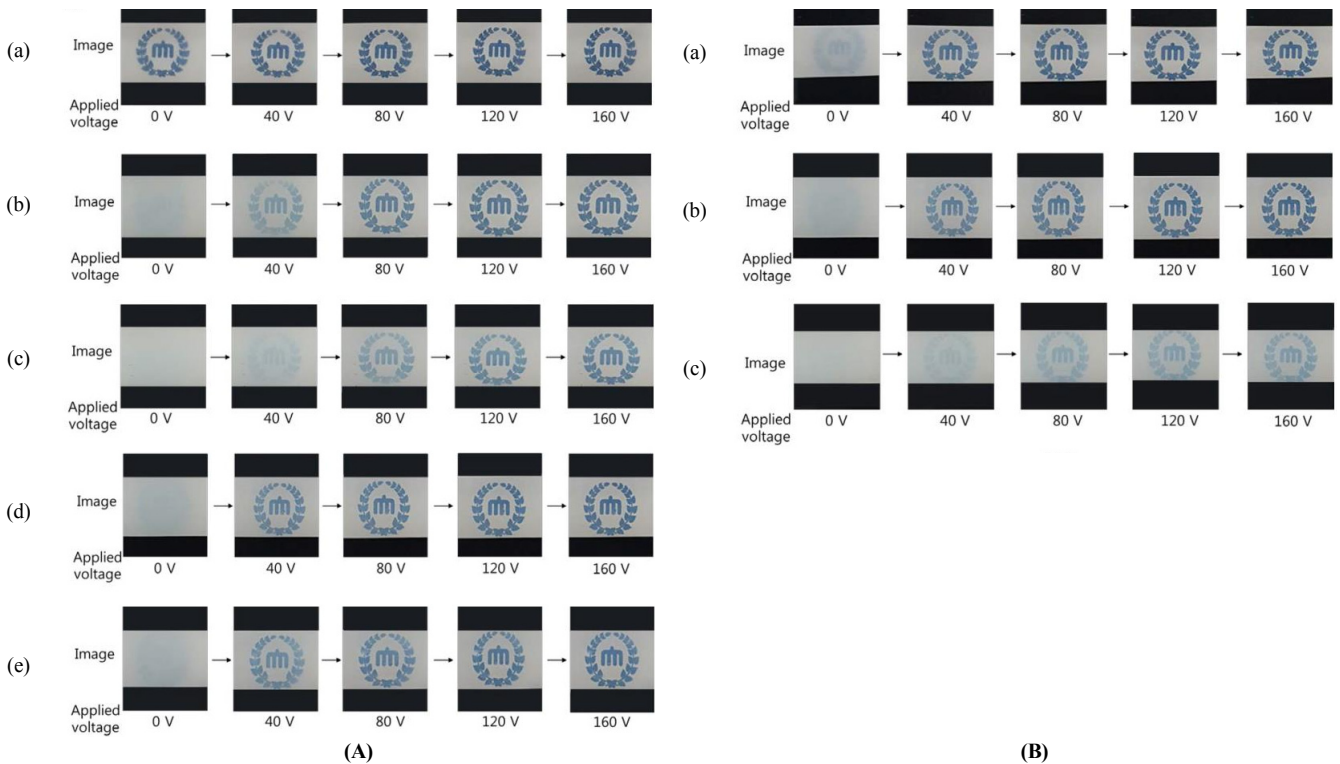 (a)
Image
Applied
voltage
0 V
40 V
80 V
120 V
160 V
(b)
Image
Applied
voltage
0 V
40 V
80 V
120 V
160 V
(c)
Image
Applied
voltage
0 V
40 V
80 V
120 V
160 V
(d)
Image
Applied
voltage
0 V
40 V
80 V
120 V
160 V
(e)
Image
Applied
voltage
0 V
40 V
80 V
120 V
160 V
(A)
(a)
Image
Applied
voltage
0 V
40 V
80 V
120 V
160 V
(b)
Image
Applied
voltage
0 V
40 V
80 V
120 V
160 V
(c)
Image
Applied
voltage
0 V
40 V
80 V
120 V
160 V
(B)